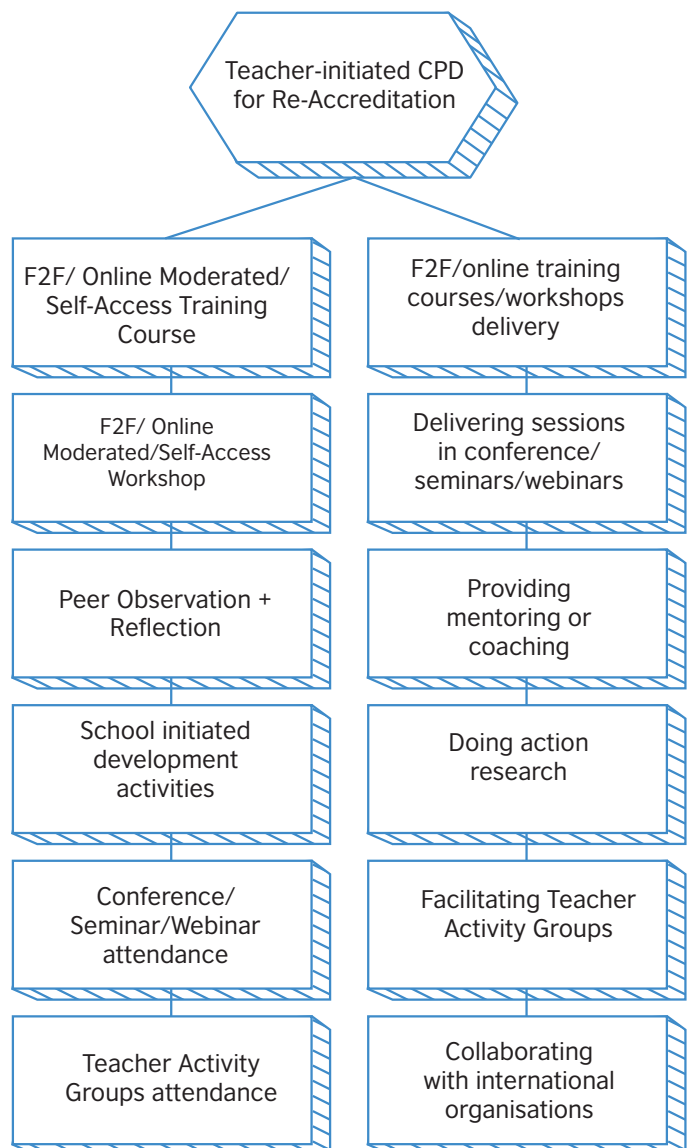 Teacher-initiated CPD
for Re-Accreditation
F2F/ Online Moderated/
Self-Access Training
Course
F2F/ Online
Moderated/Self-Access
Workshop
Peer Observation +
Reflection
School initiated
development
activities
Conference/
Seminar/Webinar
attendance
Teacher Activity
Groups attendance
F2F/online training
courses/workshops
delivery
Delivering sessions
in conference/
seminars/webinars
Providing
mentoring or
coaching
Doing action
research
Facilitating Teacher
Activity Groups
Collaborating
with international
organisations